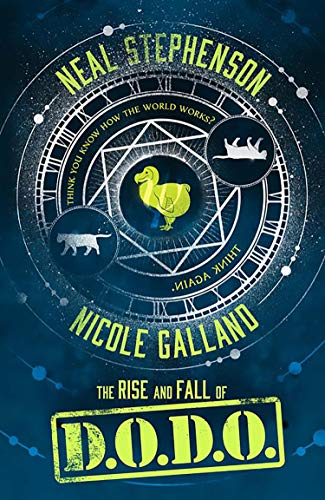 NEAL STEPHENSON
THINK YOU KNOW HOW THE WORLD WORKS?
THINK AGAIN.
NICOLE GALLAND
THE RISE AND FALL OF
D.O.D.O.